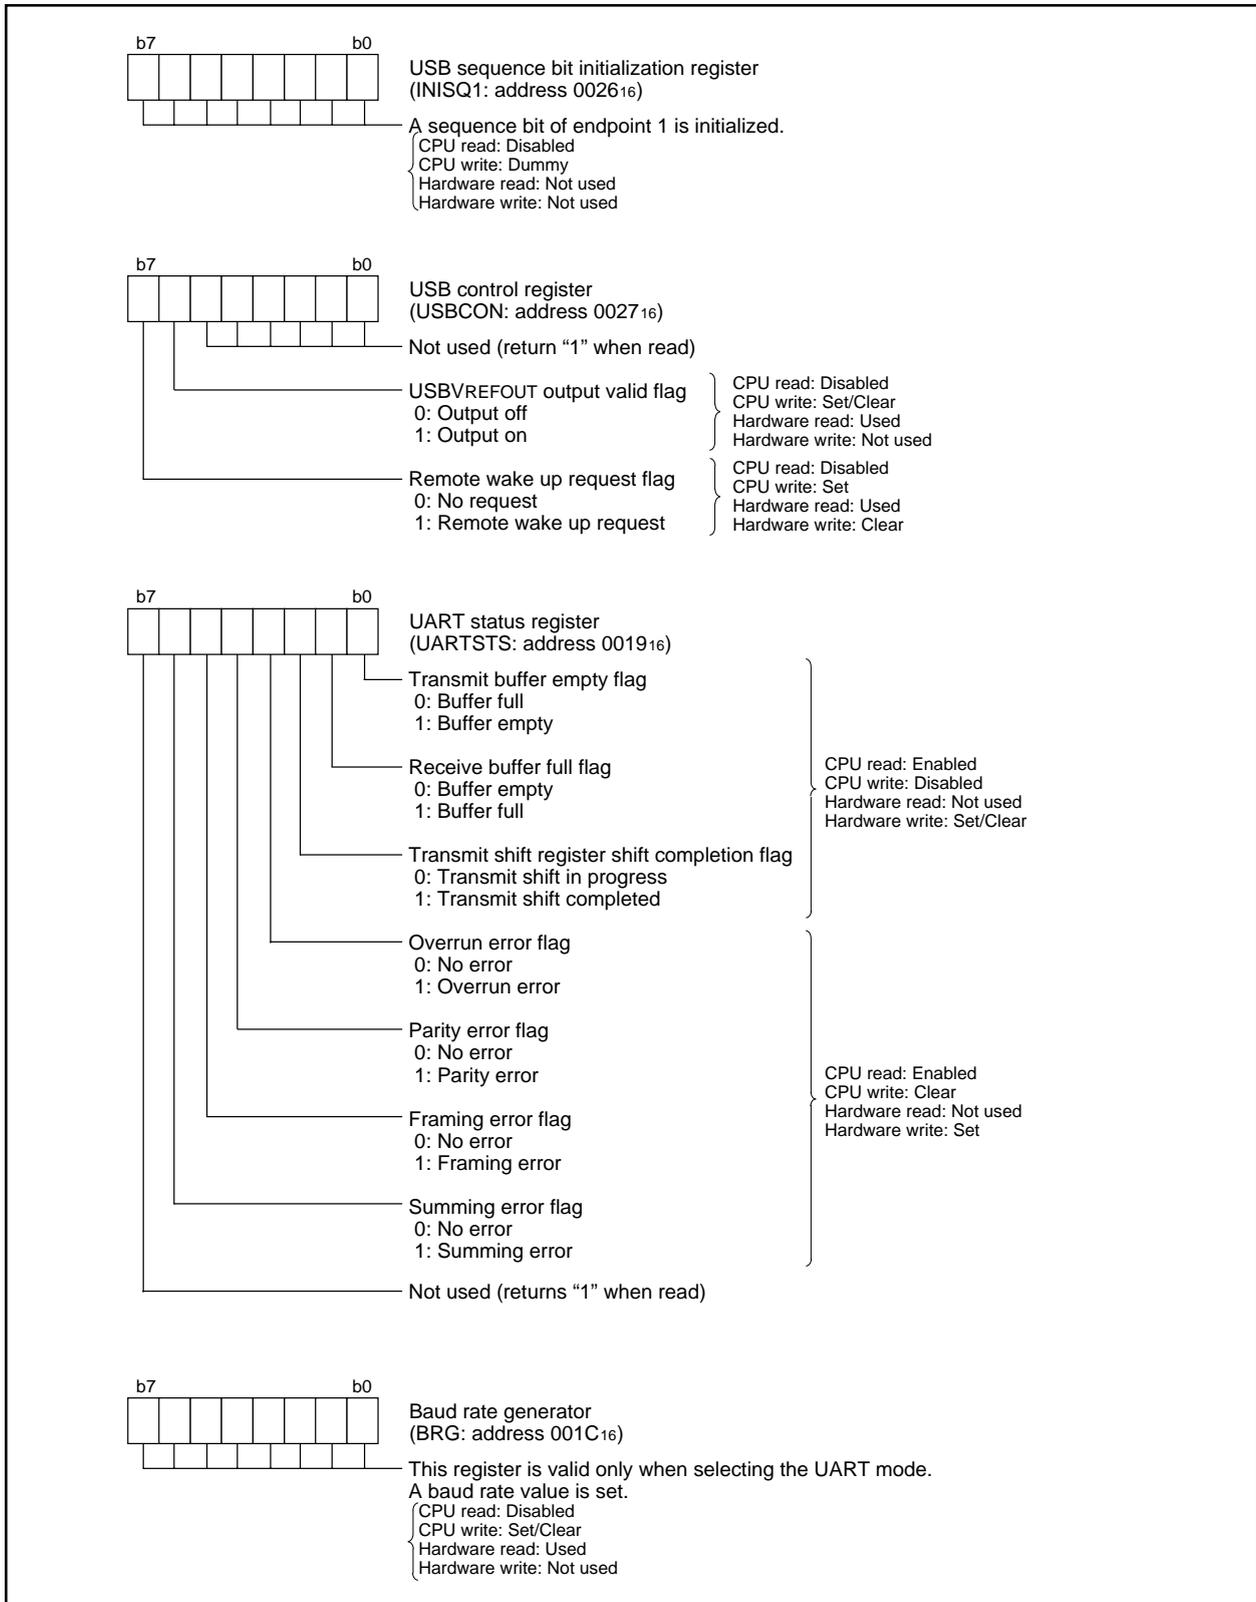 b7 b0
USB sequence bit initialization register
(INISQ1: address 002616)
A sequence bit of endpoint 1 is initialized.
CPU read: Disabled
CPU write: Dummy
Hardware read: Not used
Hardware write: Not used
b7 b0
USB control register
(USBCON: address 002716)
Not used (return “1” when read)
USBVREFOUT output valid flag
0: Output off
1: Output on
CPU read: Disabled
CPU write: Set/Clear
Hardware read: Used
Hardware write: Not used
Remote wake up request flag
0: No request
1: Remote wake up request
CPU read: Disabled
CPU write: Set
Hardware read: Used
Hardware write: Clear
b7 b0
UART status register
(UARTSTS: address 001916)
Transmit buffer empty flag
0: Buffer full
1: Buffer empty
Receive buffer full flag
0: Buffer empty
1: Buffer full
Transmit shift register shift completion flag
0: Transmit shift in progress
1: Transmit shift completed
CPU read: Enabled
CPU write: Disabled
Hardware read: Not used
Hardware write: Set/Clear
Overrun error flag
0: No error
1: Overrun error
Parity error flag
0: No error
1: Parity error
Framing error flag
0: No error
1: Framing error
Summing error flag
0: No error
1: Summing error
CPU read: Enabled
CPU write: Clear
Hardware read: Not used
Hardware write: Set
Not used (returns “1” when read)
b7 b0
Baud rate generator
(BRG: address 001C16)
This register is valid only when selecting the UART mode.
A baud rate value is set.
CPU read: Disabled
CPU write: Set/Clear
Hardware read: Used
Hardware write: Not used